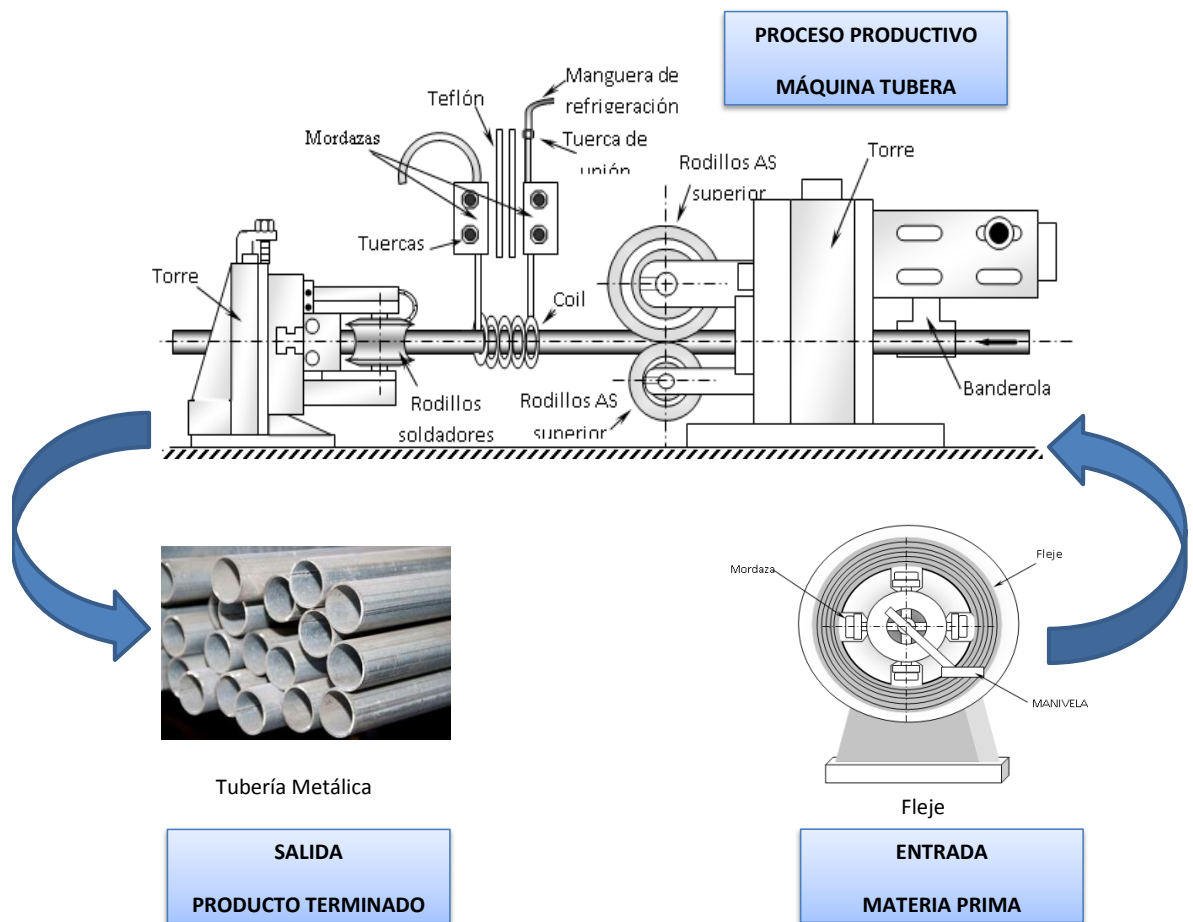 PROCESO PRODUCTIVO
MÁQUINA TUBERA
Manguera de
refrigeración
Teflón
Mordazas
Tuerca de
unión
Rodillos AS
superior
Torre
Tuercas
Torre
Coil
Banderola
Rodillos
soldadores
Rodillos AS
superior
Mordaza
Fleje
MANIVELA
Tubería Metálica
Fleje
SALIDA
PRODUCTO TERMINADO
ENTRADA
MATERIA PRIMA